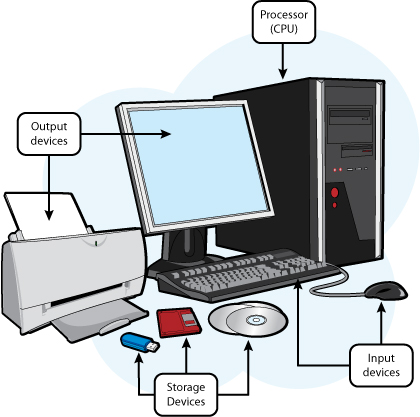 Processor
(CPU)
Output
devices
Storage
Devices
Input
devices